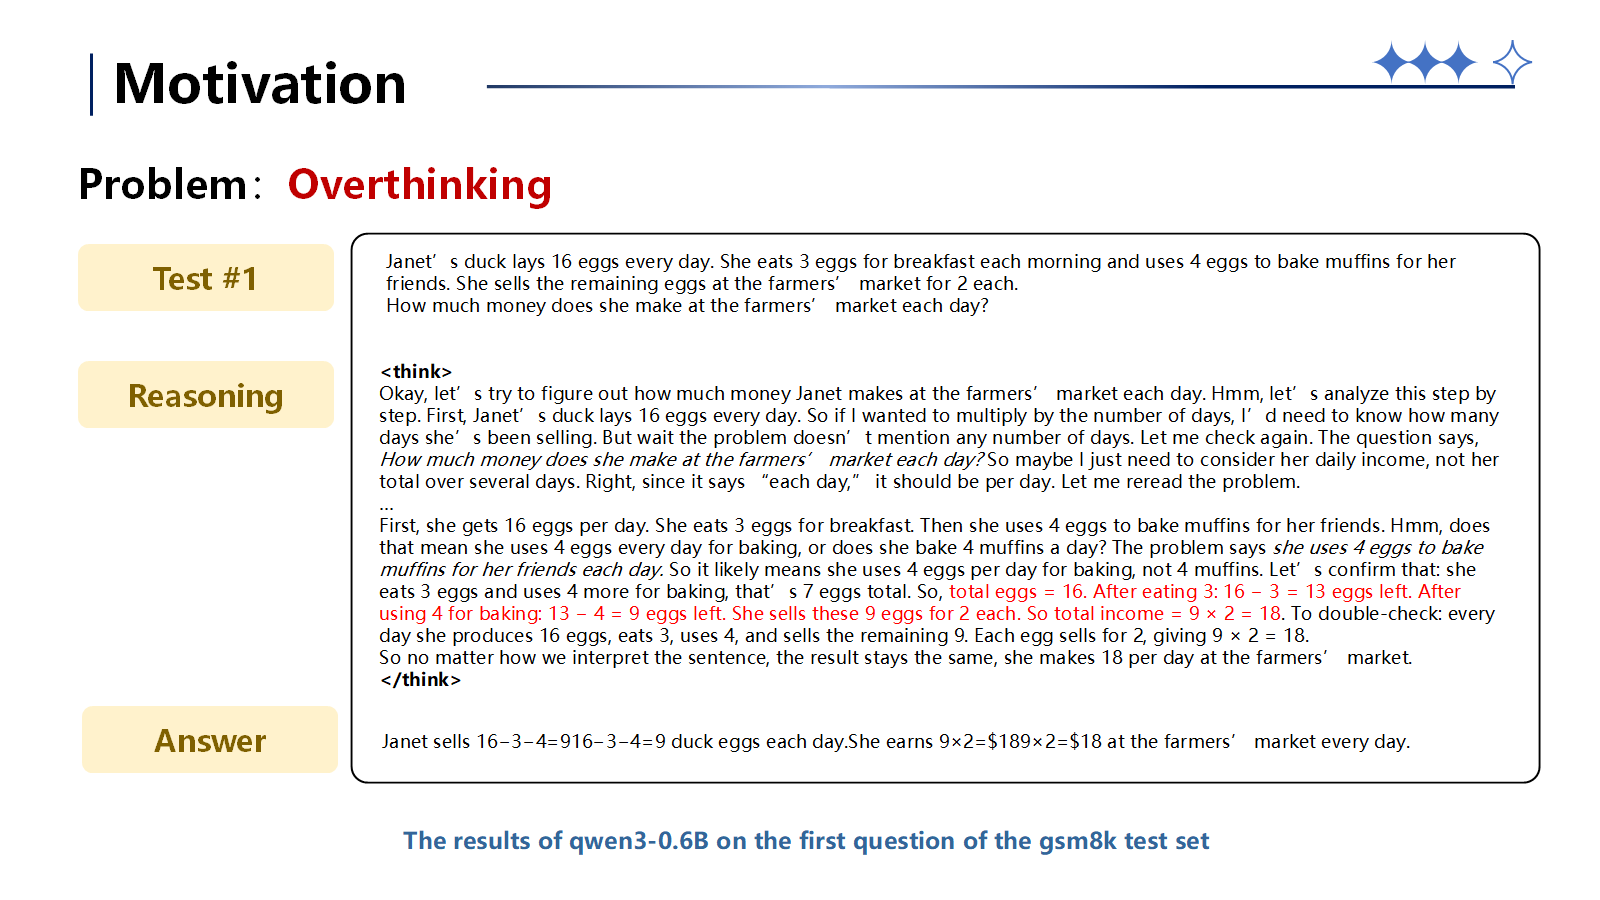 Motivation
Problem： Overthinking
Test #1
Janet’s duck lays 16 eggs every day. She eats 3 eggs for breakfast each morning and uses 4 eggs to bake muffins for her
friends. She sells the remaining eggs at the farmers’ market for 2 each.
How much money does she make at the farmers’ market each day?
Reasoning
<think>
Okay, let’s try to figure out how much money Janet makes at the farmers’ market each day. Hmm, let’s analyze this step by
step. First, Janet’s duck lays 16 eggs every day. So if I wanted to multiply by the number of days, I’d need to know how many
days she’s been selling. But wait the problem doesn’t mention any number of days. Let me check again. The question says,
How much money does she make at the farmers’ market each day? So maybe I just need to consider her daily income, not her
total over several days. Right, since it says “each day,” it should be per day. Let me reread the problem.
...
First, she gets 16 eggs per day. She eats 3 eggs for breakfast. Then she uses 4 eggs to bake muffins for her friends. Hmm, does
that mean she uses 4 eggs every day for baking, or does she bake 4 muffins a day? The problem says she uses 4 eggs to bake
muffins for her friends each day. So it likely means she uses 4 eggs per day for baking, not 4 muffins. Let’s confirm that: she
eats 3 eggs and uses 4 more for baking, that’s 7 eggs total. So, total eggs = 16. After eating 3: 16 − 3 = 13 eggs left. After
using 4 for baking: 13 − 4 = 9 eggs left. She sells these 9 eggs for 2 each. So total income = 9 × 2 = 18. To double-check: every
day she produces 16 eggs, eats 3, uses 4, and sells the remaining 9. Each egg sells for 2, giving 9 × 2 = 18.
So no matter how we interpret the sentence, the result stays the same, she makes 18 per day at the farmers’ market.
</think>
Answer
Janet sells 16−3−4=916−3−4=9 duck eggs each day.She earns 9×2=$189×2=$18 at the farmers’ market every day.
The results of qwen3-0.6B on the first question of the gsm8k test set